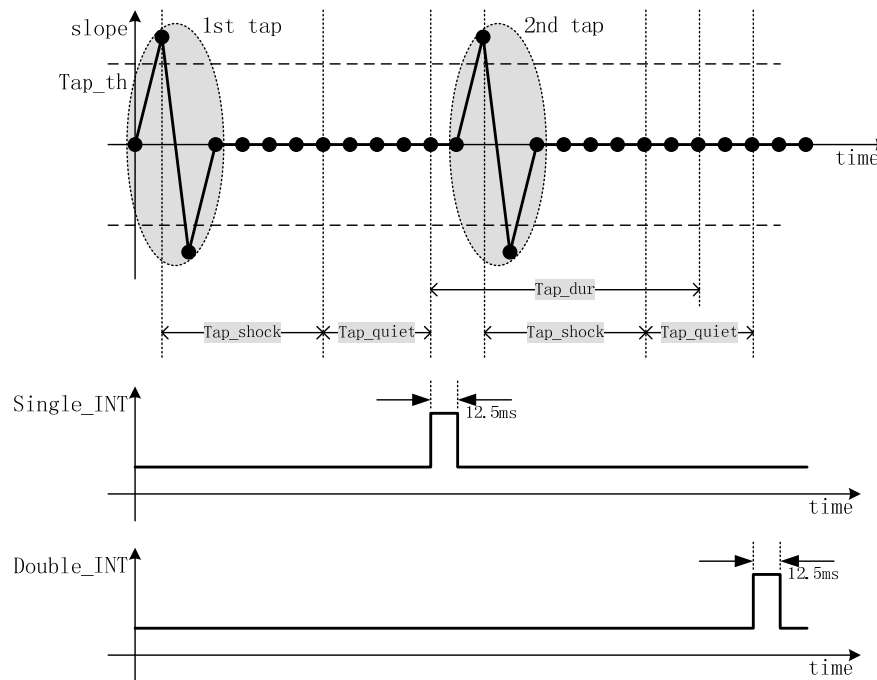 slope
1st tap
2nd tap
Tap_th
time
Tap_dur
Tap_shock
Tap_quiet
Tap_shock
Tap_quiet
Single_INT
12.5ms
time
Double_INT
12.5ms
time